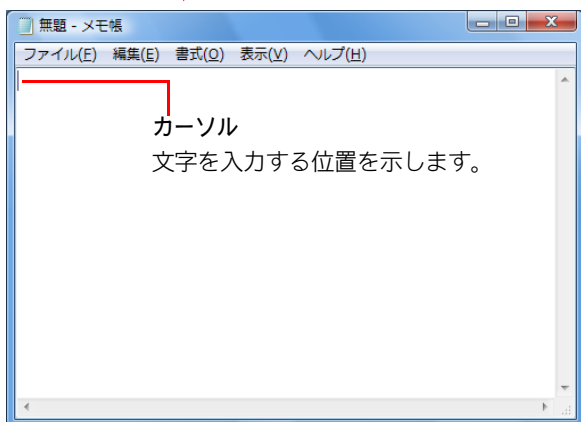 無題 - メモ帳
ファイル(F) 編集(E) 書式(O) 表示(V) ヘルプ(H)
カーソル
文字を入力する位置を示します。